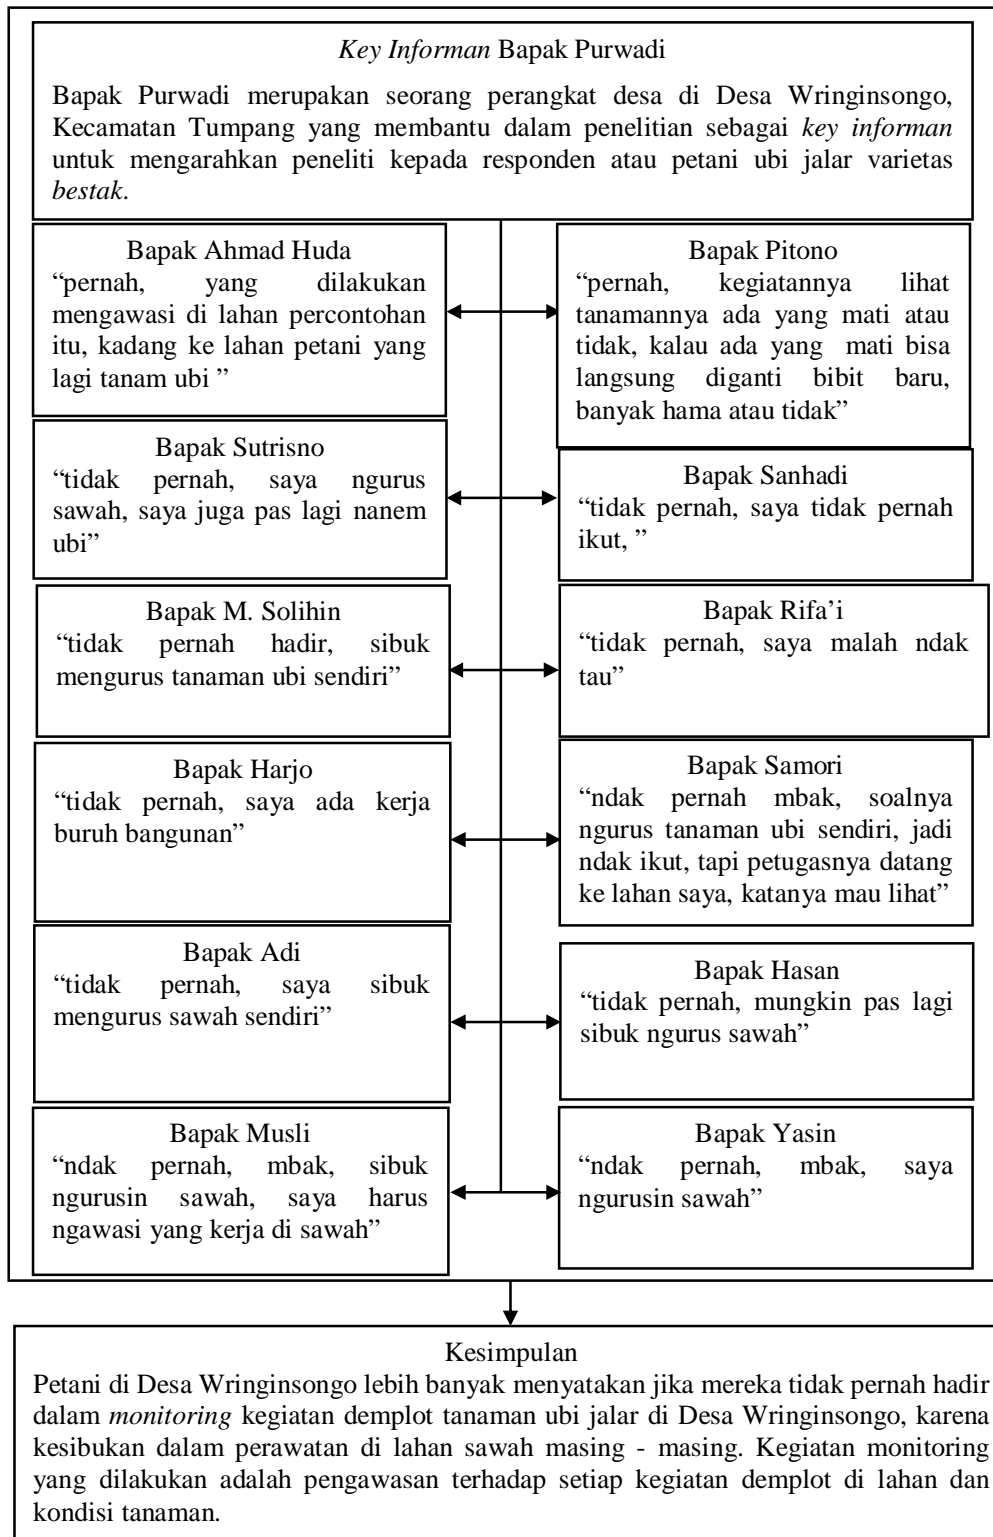 Key Informan Bapak Purwadi
Bapak Purwadi merupakan seorang perangkat desa di Desa Wringinsongo,
Kecamatan Tumpang yang membantu dalam penelitian sebagai key informan
untuk mengarahkan peneliti kepada responden atau petani ubi jalar varietas
bestak.
Bapak Ahmad Huda
“pernah, yang dilakukan
mengawasi di lahan percontohan
itu, kadang ke lahan petani yang
lagi tanam ubi ”
Bapak Pitono
“pernah, kegiatannya lihat
tanamannya ada yang mati atau
tidak, kalau ada yang mati bisa
langsung diganti bibit baru,
banyak hama atau tidak”
Bapak Sutrisno
“tidak pernah, saya ngurus
sawah, saya juga pas lagi nanem
ubi”
Bapak Sanhadi
“tidak pernah, saya tidak pernah
ikut, ”
Bapak M. Solihin
“tidak pernah hadir, sibuk
mengurus tanaman ubi sendiri”
Bapak Rifa’i
“tidak pernah, saya malah ndak
tau”
Bapak Harjo
“tidak pernah, saya ada kerja
buruh bangunan”
Bapak Samori
“ndak pernah mbak, soalnya
ngurus tanaman ubi sendiri, jadi
ndak ikut, tapi petugasnya datang
ke lahan saya, katanya mau lihat”
Bapak Adi
“tidak pernah, saya sibuk
mengurus sawah sendiri”
Bapak Hasan
“tidak pernah, mungkin pas lagi
sibuk ngurus sawah”
Bapak Musli
“ndak pernah, mbak, sibuk
ngurusin sawah, saya harus
ngawasi yang kerja di sawah”
Bapak Yasin
“ndak pernah, mbak, saya
ngurusin sawah”
Kesimpulan
Petani di Desa Wringinsongo lebih banyak menyatakan jika mereka tidak pernah hadir
dalam monitoring kegiatan demplot tanaman ubi jalar di Desa Wringinsongo, karena
kesibukan dalam perawatan di lahan sawah masing - masing. Kegiatan monitoring
yang dilakukan adalah pengawasan terhadap setiap kegiatan demplot di lahan dan
kondisi tanaman.